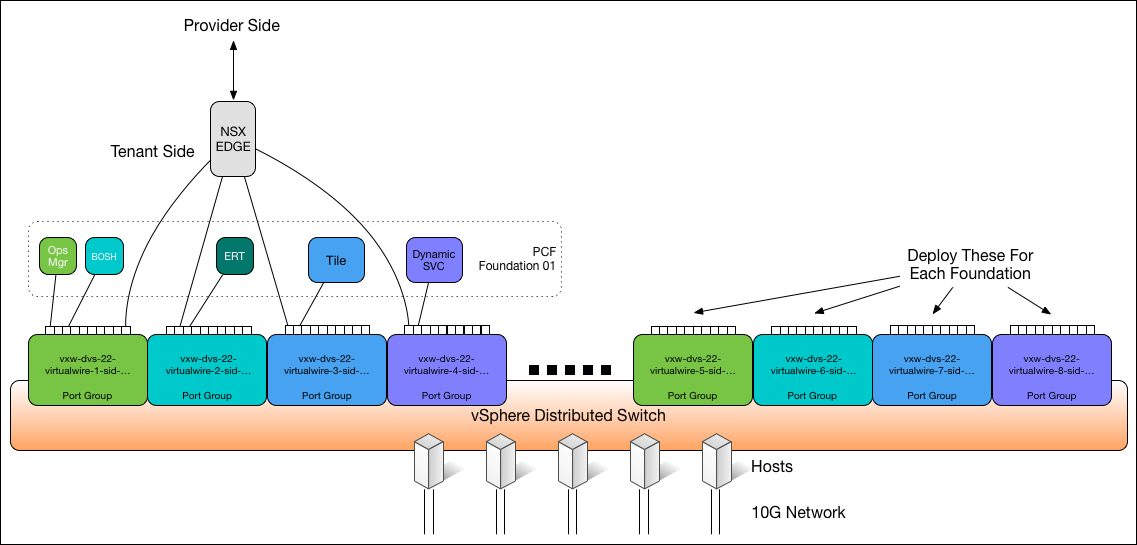 Provider Side
NSX
EDGE
Tenant Side
Ops
Mgr
BOSH
ERT
Tile
Dynamic
SVC
PCF
Foundation 01
Deploy These For
Each Foundation
vxw-dvs-22-
virtualwire-1-sid-...
Port Group
vxw-dvs-22-
virtualwire-2-sid-...
Port Group
vxw-dvs-22-
virtualwire-3-sid-...
Port Group
vxw-dvs-22-
virtualwire-4-sid-...
Port Group
vxw-dvs-22-
virtualwire-5-sid-...
Port Group
vxw-dvs-22-
virtualwire-6-sid-...
Port Group
vxw-dvs-22-
virtualwire-7-sid-...
Port Group
vxw-dvs-22-
virtualwire-8-sid-...
Port Group
vSphere Distributed Switch
Hosts
10G Network